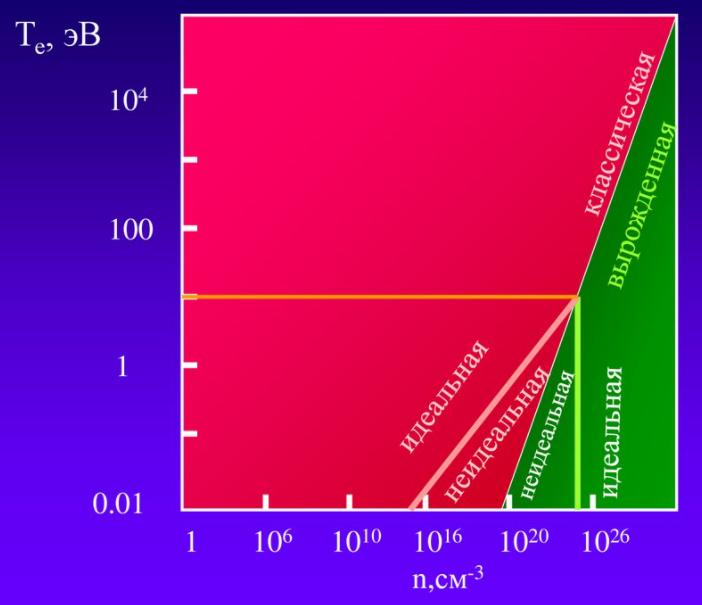 Tₑ, эВ
10⁴
100
1
0.01
классическая
вырожденная
идеальная
неидеальная
неидеальная
идеальная
1 10⁶ 10¹⁰ 10¹⁶ 10²⁰ 10²⁶
n,см⁻³